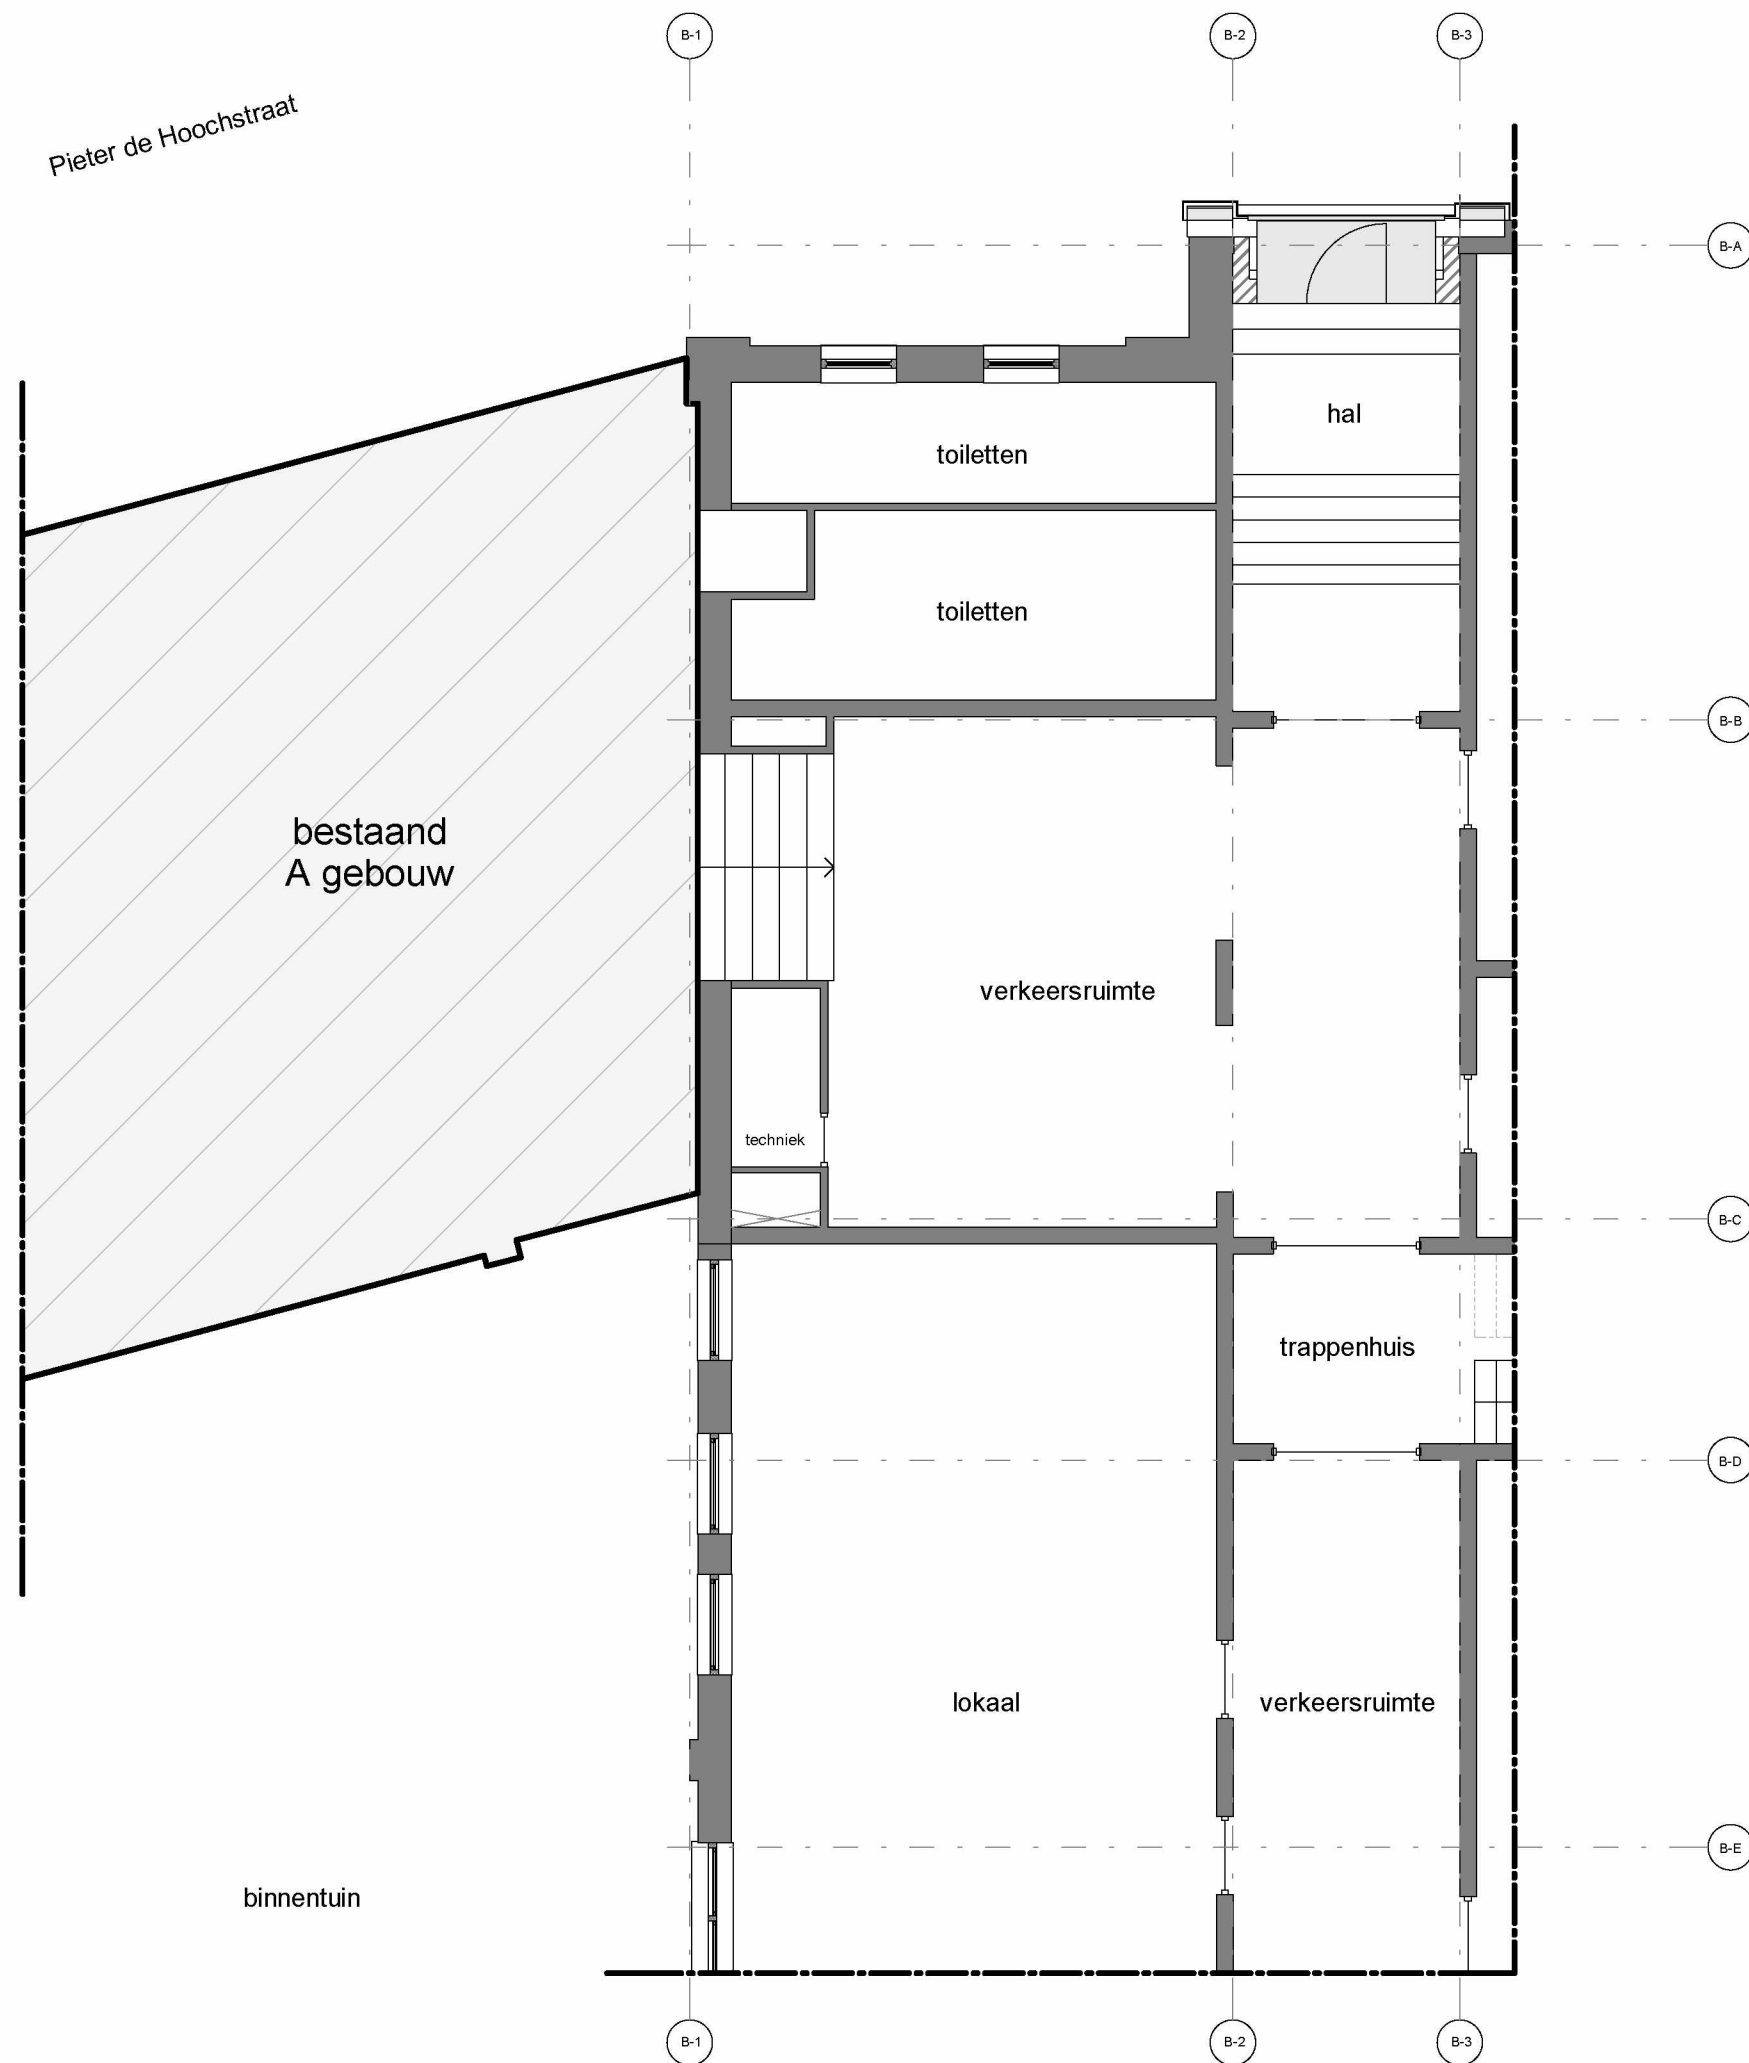 B-1
B-2
B-3
Pieter de Hoochstraat
B-A
hal
toiletten
toiletten
B-B
bestaand
A gebouw
verkeersruimte
techniek
B-C
trappenhuis
B-D
lokaal
verkeersruimte
B-E
binnentuin
B-1
B-2
B-3